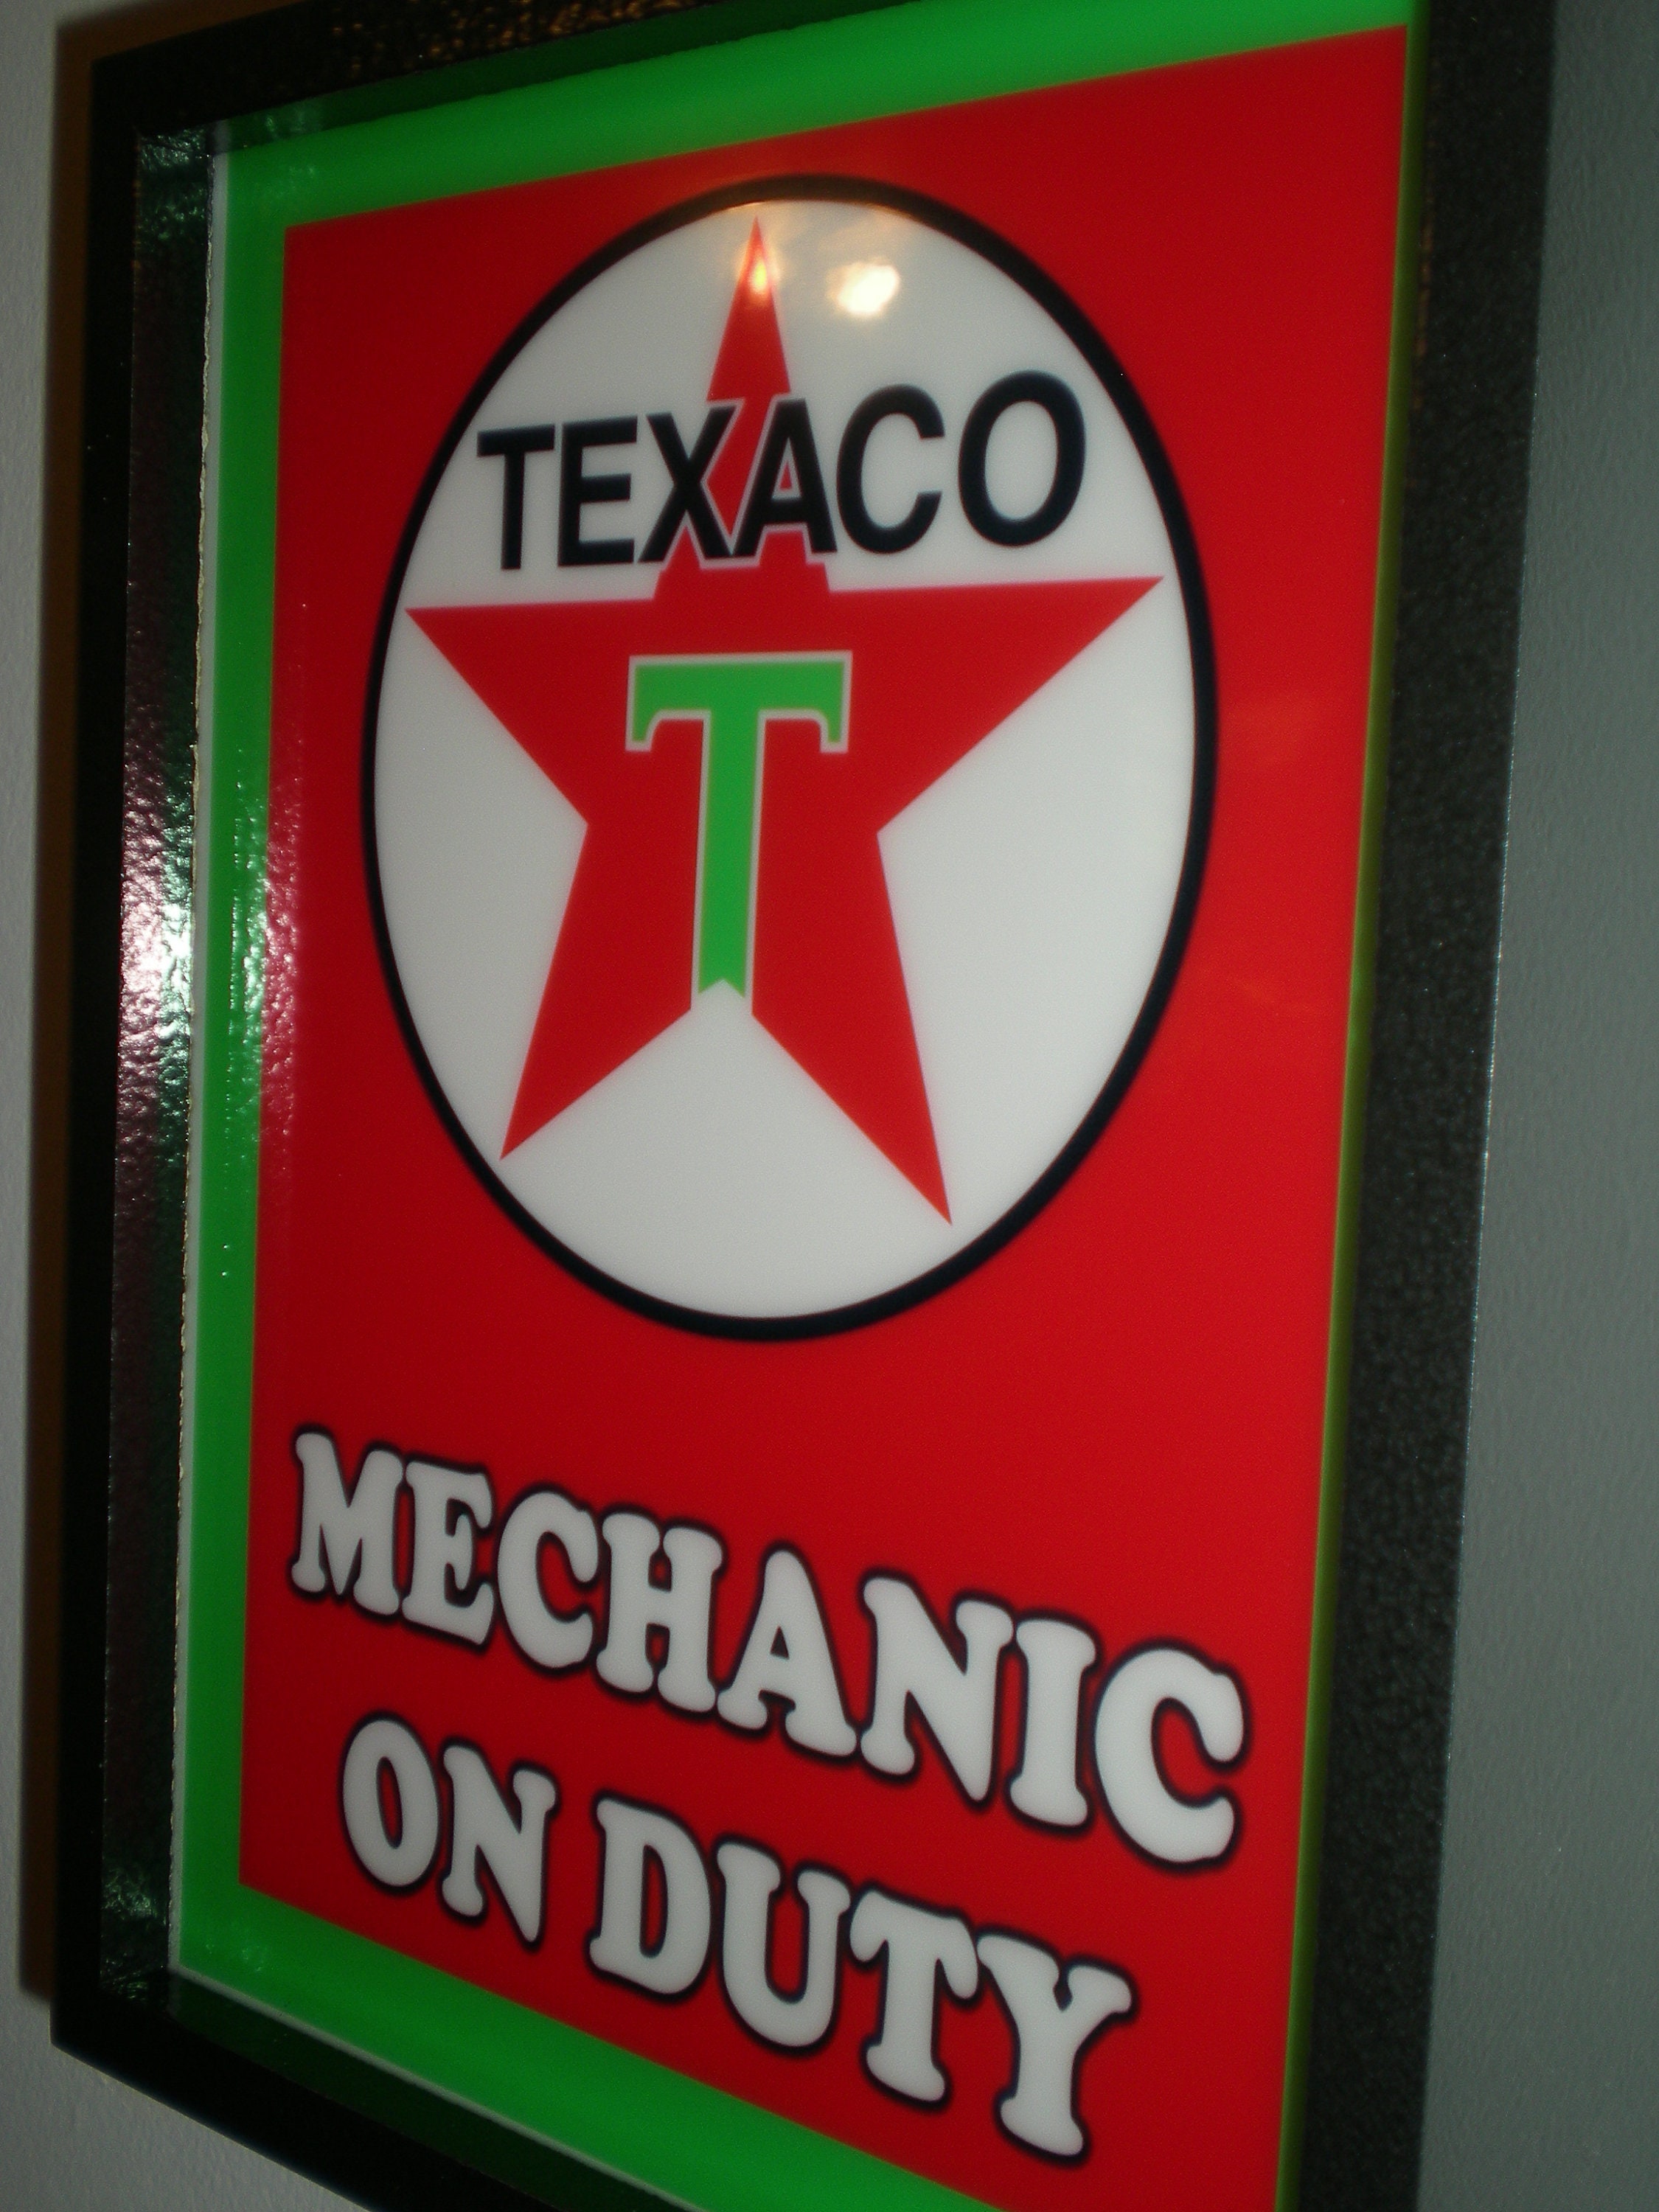 TEXACO
T
MECHANIC
ON DUTY